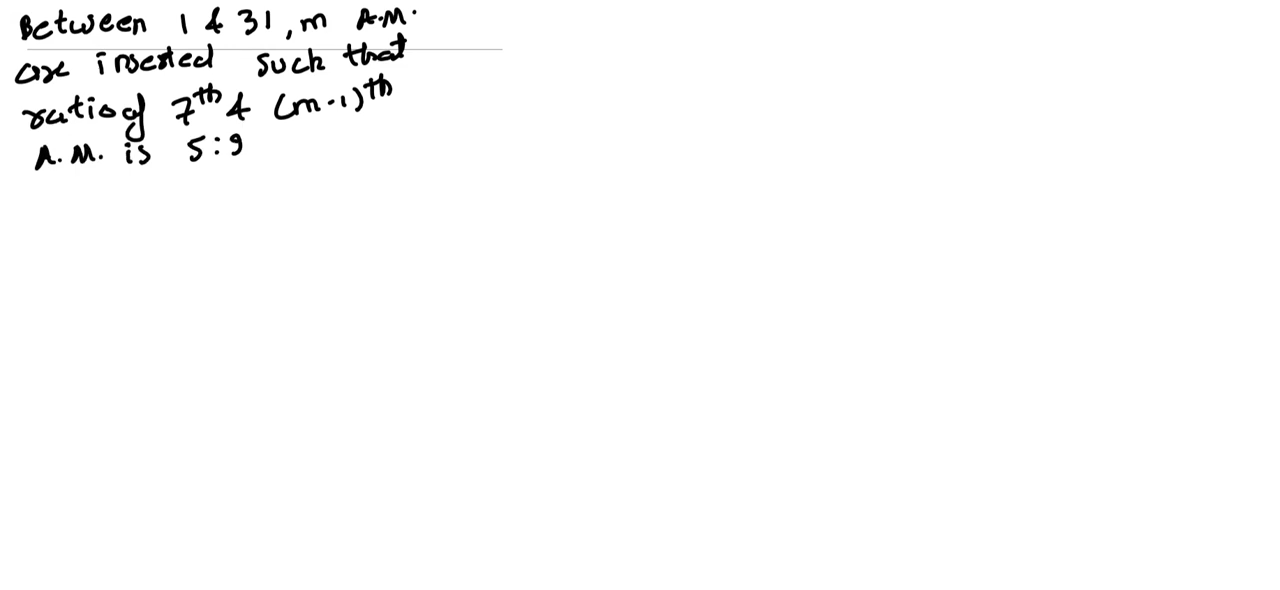 Between 1 & 31, m A.M.
are inserted such that
ratio of 7th & (m-1)th
A.M. is 5:9